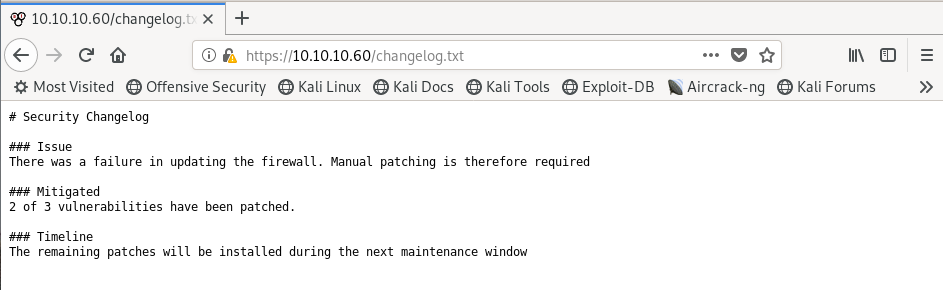 10.10.10.60/changelog.tx
https://10.10.10.60/changelog.txt
Most Visited Offensive Security Kali Linux Kali Docs Kali Tools Exploit-DB Aircrack-ng Kali Forums
# Security Changelog
### Issue
There was a failure in updating the firewall. Manual patching is therefore required
### Mitigated
2 of 3 vulnerabilities have been patched.
### Timeline
The remaining patches will be installed during the next maintenance window